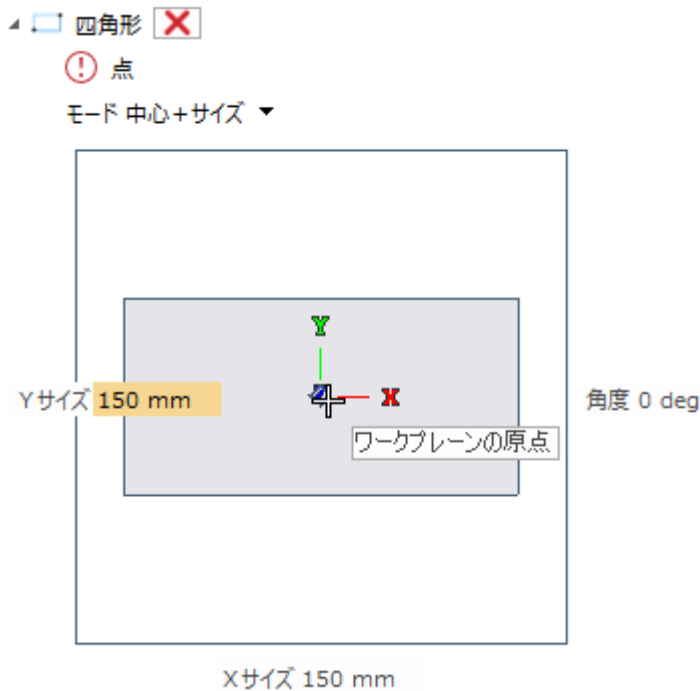 四角形
点
モード 中心+サイズ
Y
X
Yサイズ 150 mm
角度 0 deg
ワークプレーンの原点
Xサイズ 150 mm